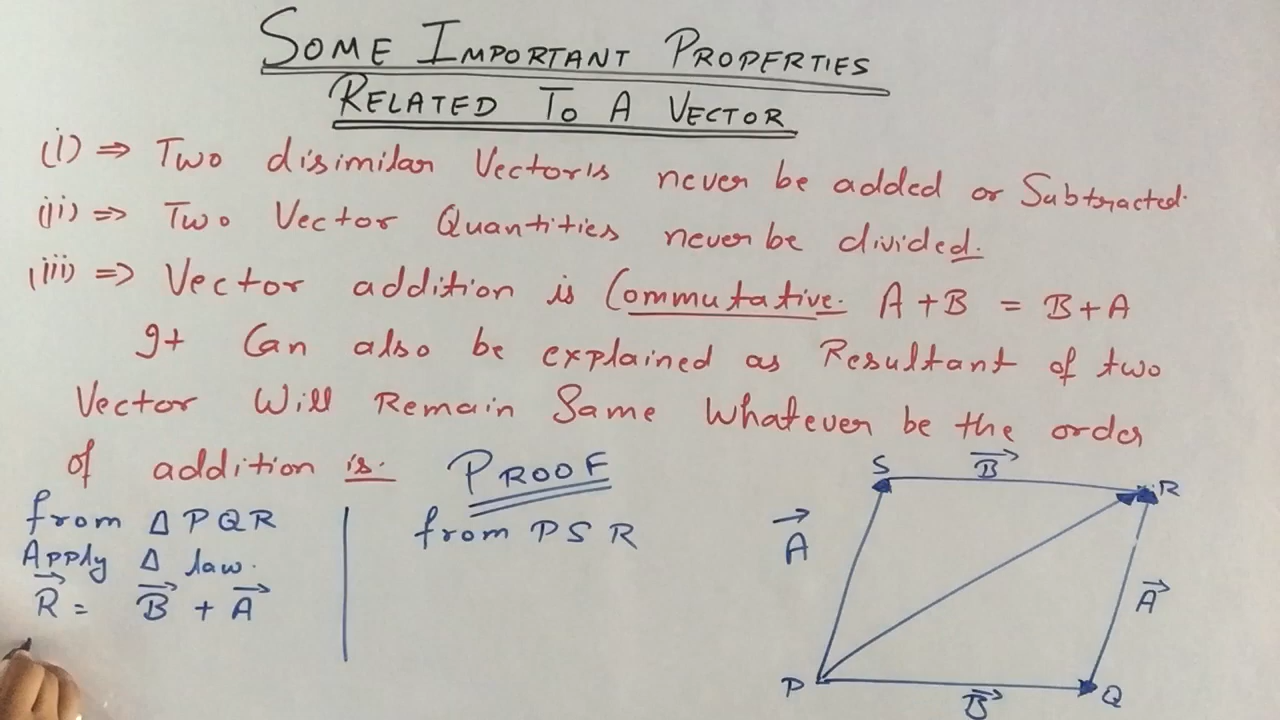 SOME IMPORTANT PROPERTIES
RELATED TO A VECTOR
(i) ⇒ Two disimilar Vectors never be added or Subtracted.
(ii) ⇒ Two Vector Quantities never be divided.
(iii) ⇒ Vector addition is Commutative. A + B = B + A
It Can also be explained as Resultant of two
Vector Will Remain Same Whatever be the order
of addition is.
PROOF
from Δ PQR
Apply Δ law.
R⃗ = B⃗ + A⃗
from PSR
S
B⃗
R
A⃗
A⃗
P
B⃗
Q